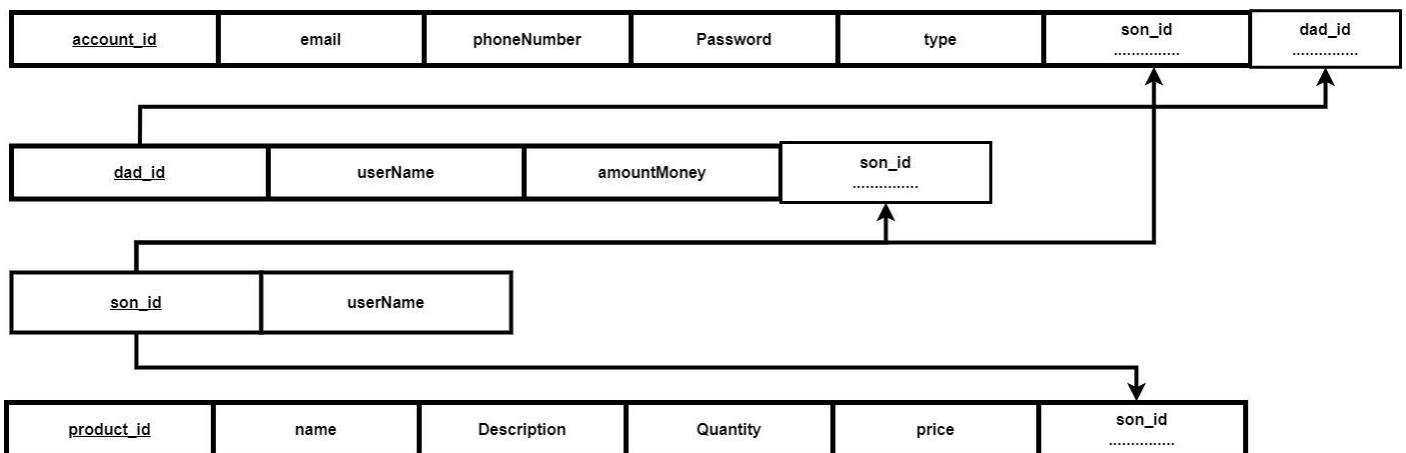 account_id email phoneNumber Password type son_id dad_id
dad_id userName amountMoney son_id
son_id userName
product_id name Description Quantity price son_id